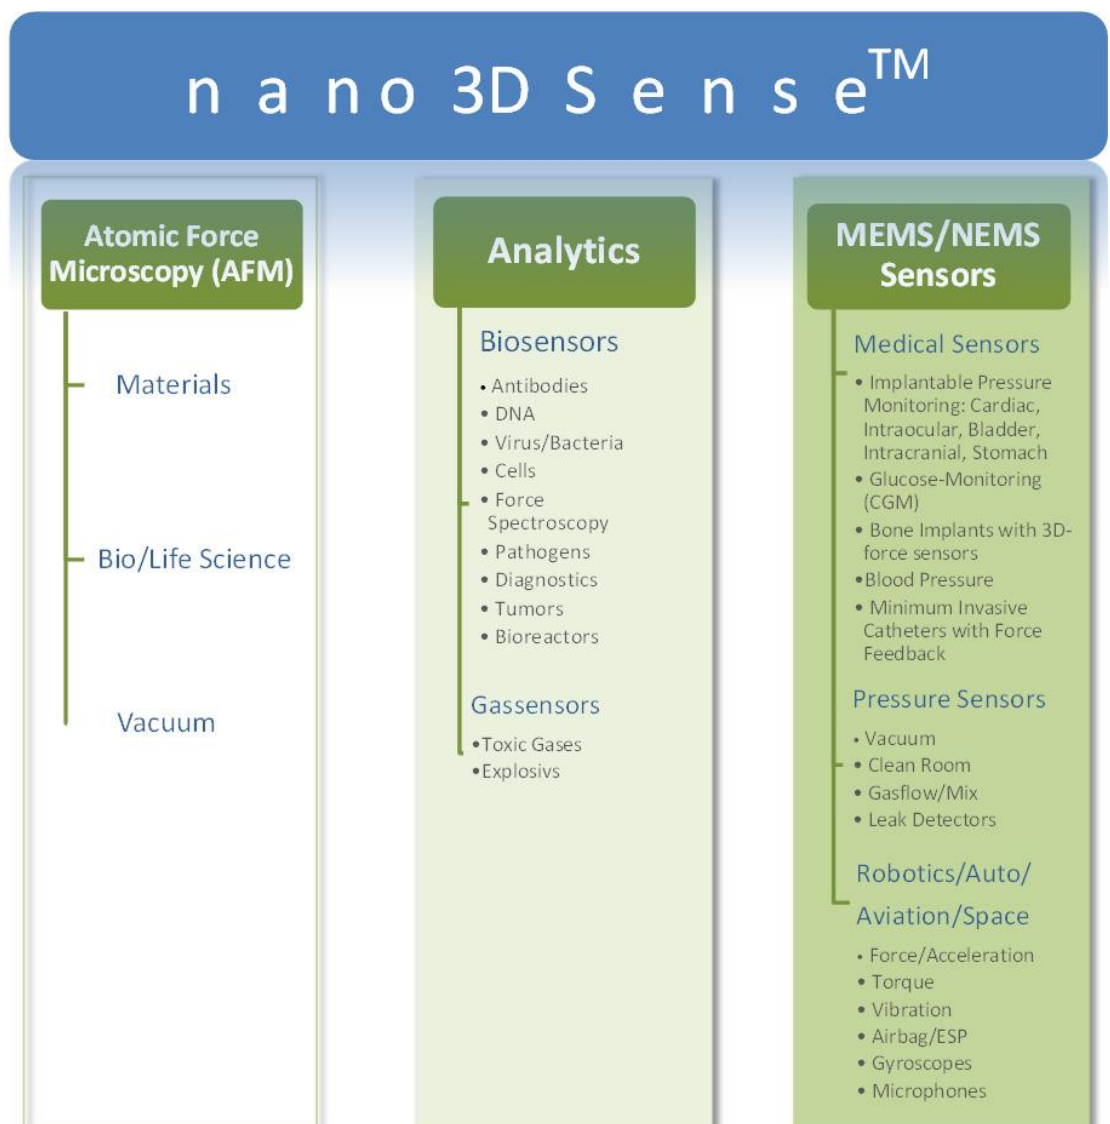 n a n o 3D S e n s e™
Atomic Force
Microscopy (AFM)
Materials
Bio/Life Science
Vacuum
Analytics
Biosensors
• Antibodies
• DNA
• Virus/Bacteria
• Cells
• Force
Spectroscopy
• Pathogens
• Diagnostics
• Tumors
• Bioreactors
Gassensors
•Toxic Gases
•Explosivs
MEMS/NEMS
Sensors
Medical Sensors
• Implantable Pressure
Monitoring: Cardiac,
Intraocular, Bladder,
Intracranial, Stomach
• Glucose-Monitoring
(CGM)
• Bone Implants with 3D-
force sensors
•Blood Pressure
• Minimum Invasive
Catheters with Force
Feedback
Pressure Sensors
• Vacuum
• Clean Room
• Gasflow/Mix
• Leak Detectors
Robotics/Auto/
Aviation/Space
• Force/Acceleration
• Torque
• Vibration
• Airbag/ESP
• Gyroscopes
• Microphones